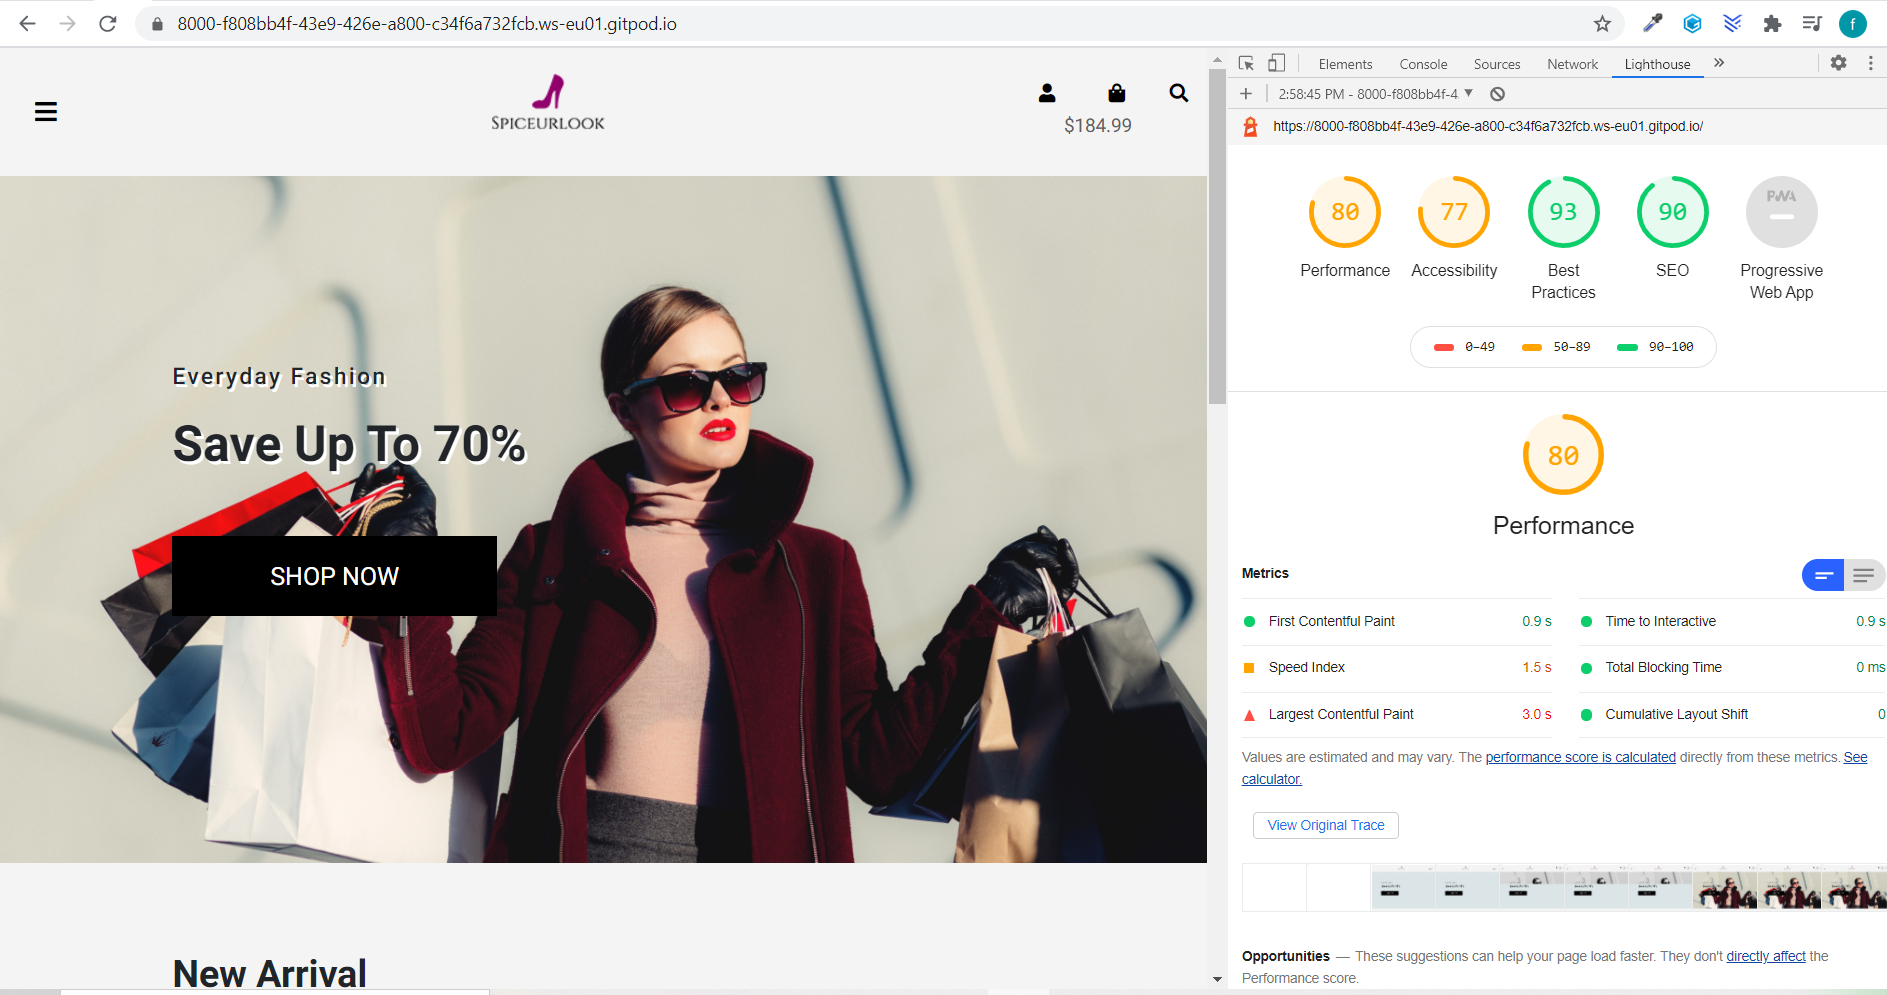 8000-f808bb4f-43e9-426e-a800-c34f6a732fcb.ws-eu01.gitpod.io
f
SPICEURLOOK
$184.99
Everyday Fashion
Save Up To 70%
SHOP NOW
New Arrival
Elements Console Sources Network Lighthouse »
2:58:45 PM - 8000-f808bb4f-4
https://8000-f808bb4f-43e9-426e-a800-c34f6a732fcb.ws-eu01.gitpod.io/
80 77 93 90 PWA
Performance Accessibility Best Practices SEO Progressive Web App
0–49 50–89 90–100
80
Performance
Metrics
First Contentful Paint 0.9 s
Time to Interactive 0.9 s
Speed Index 1.5 s
Total Blocking Time 0 ms
Largest Contentful Paint 3.0 s
Cumulative Layout Shift 0
Values are estimated and may vary. The performance score is calculated directly from these metrics. See
calculator.
View Original Trace
Opportunities — These suggestions can help your page load faster. They don't directly affect the
Performance score.